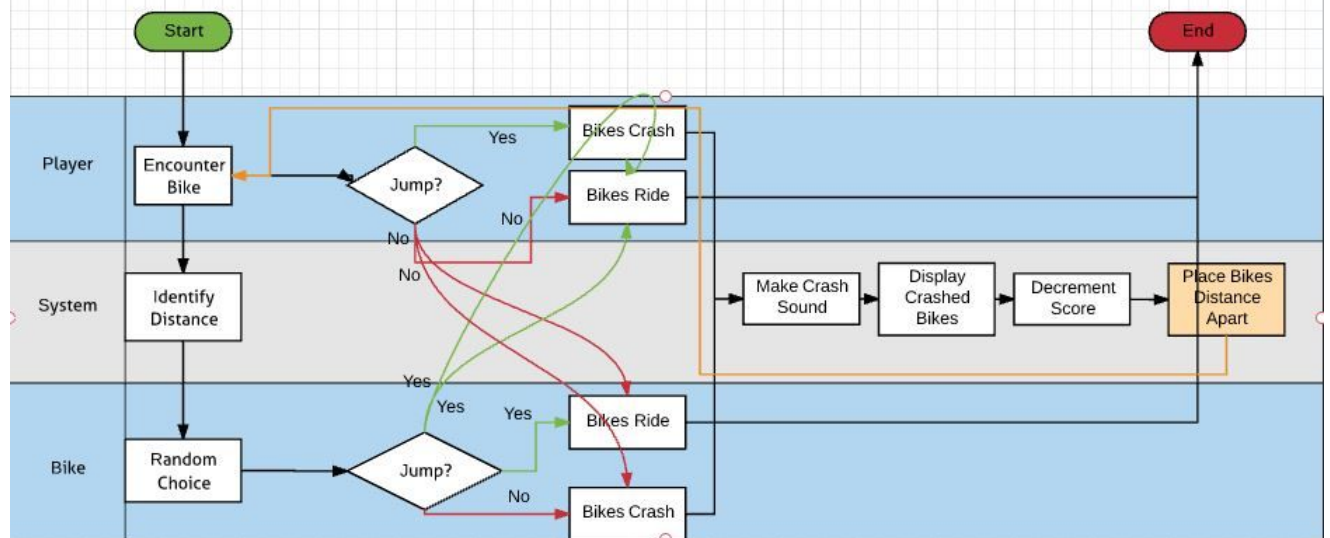 Start
End
Player
Encounter
Bike
Jump?
Yes
Bikes Crash
Bikes Ride
No
No
No
System
Identify
Distance
Make Crash
Sound
Display
Crashed
Bikes
Decrement
Score
Place Bikes
Distance
Apart
Yes
Yes
Yes
Bikes Ride
Bike
Random
Choice
Jump?
No
Bikes Crash